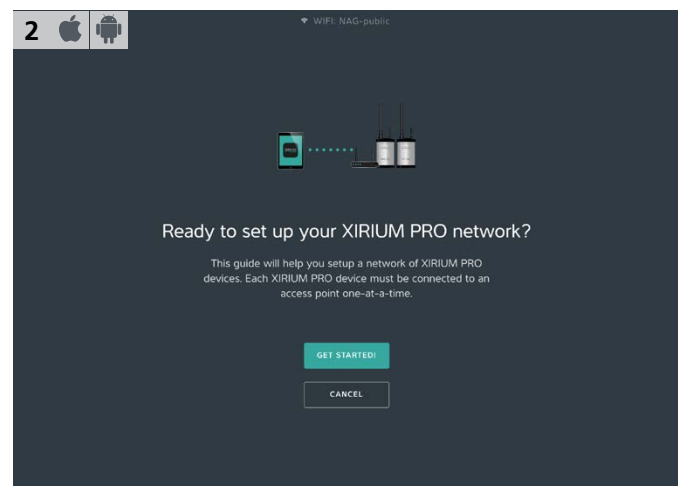 2
WIFI: NAG-public
Ready to set up your XIRIUM PRO network?
This guide will help you setup a network of XIRIUM PRO
devices. Each XIRIUM PRO device must be connected to an
access point one-at-a-time.
GET STARTED!
CANCEL